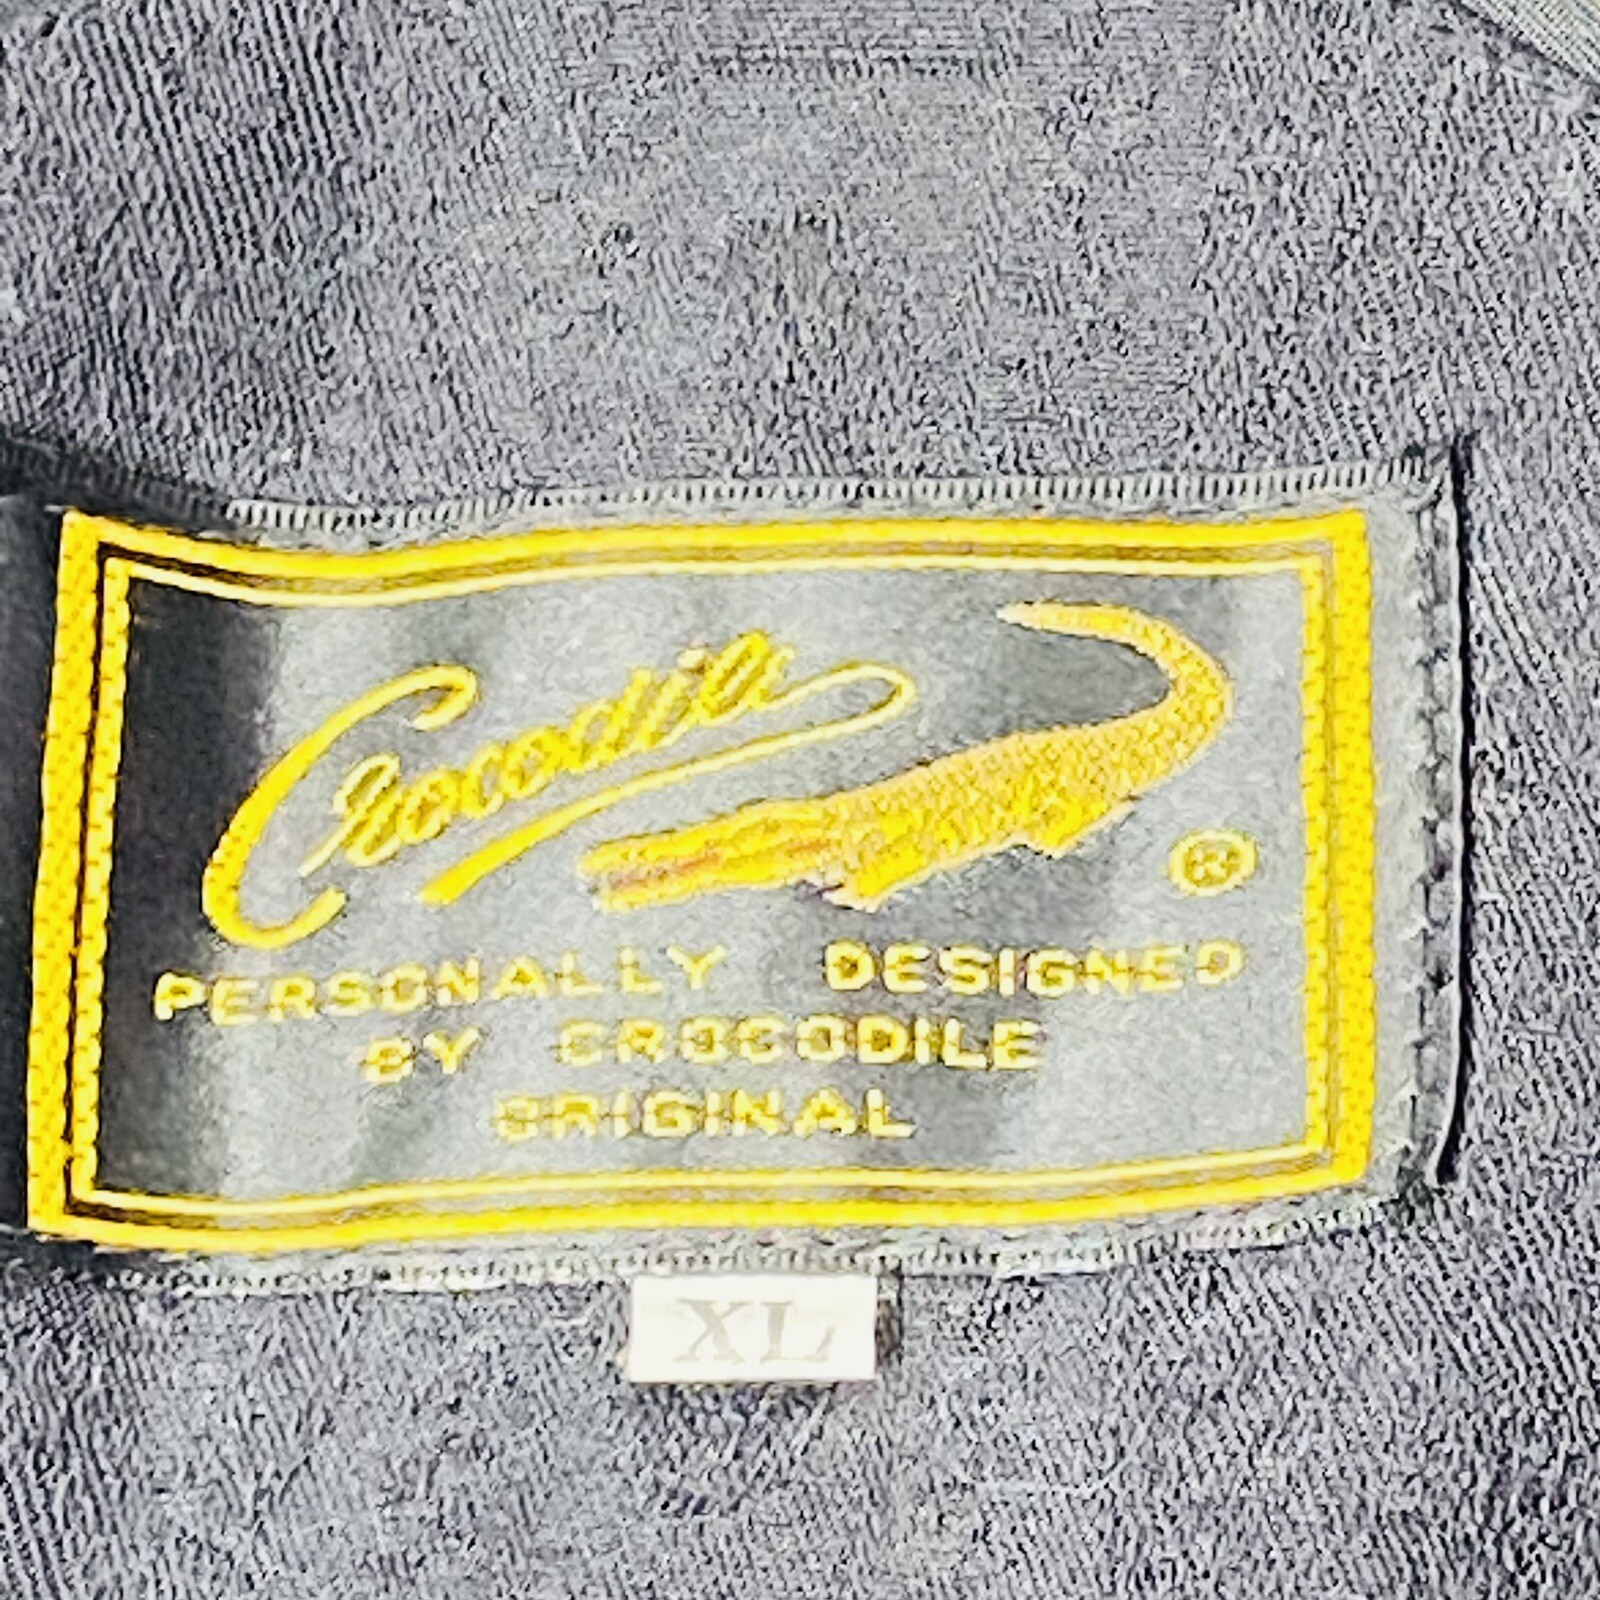 Crocodile
®
PERSONALLY DESIGNED
BY CROCODILE
ORIGINAL
XL